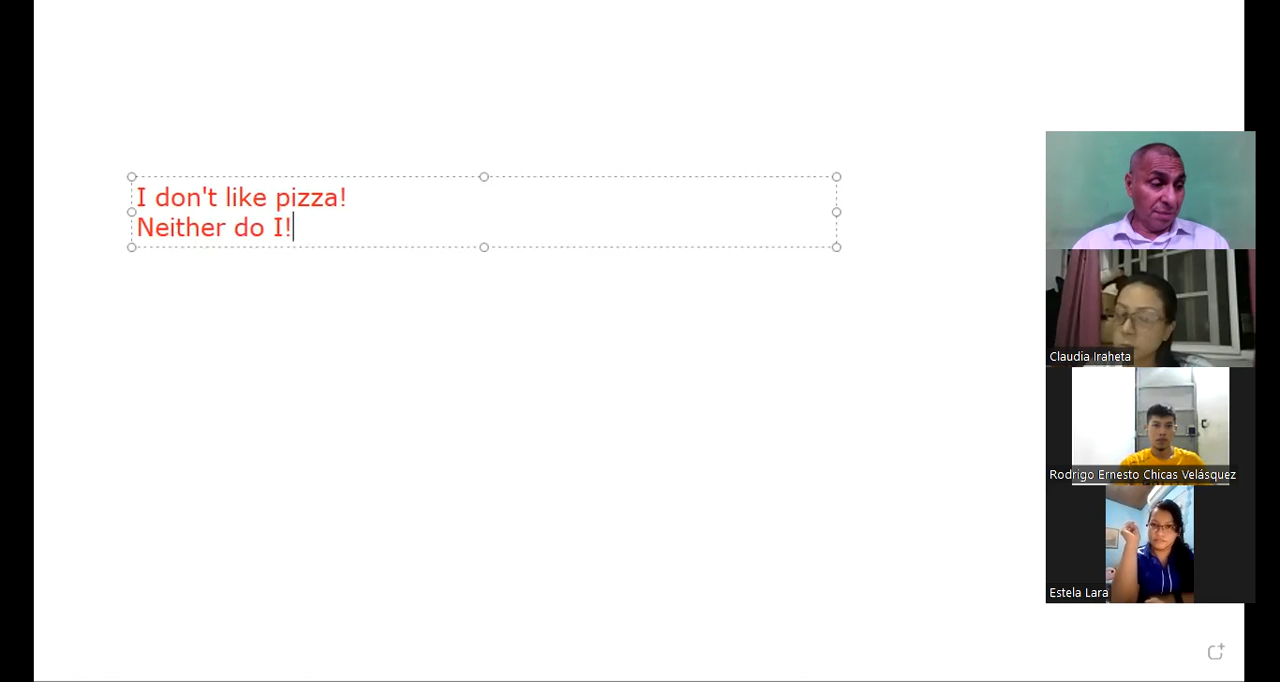 I don't like pizza!
Neither do I!
Claudia Iraheta
Rodrigo Ernesto Chicas Velásquez
Estela Lara